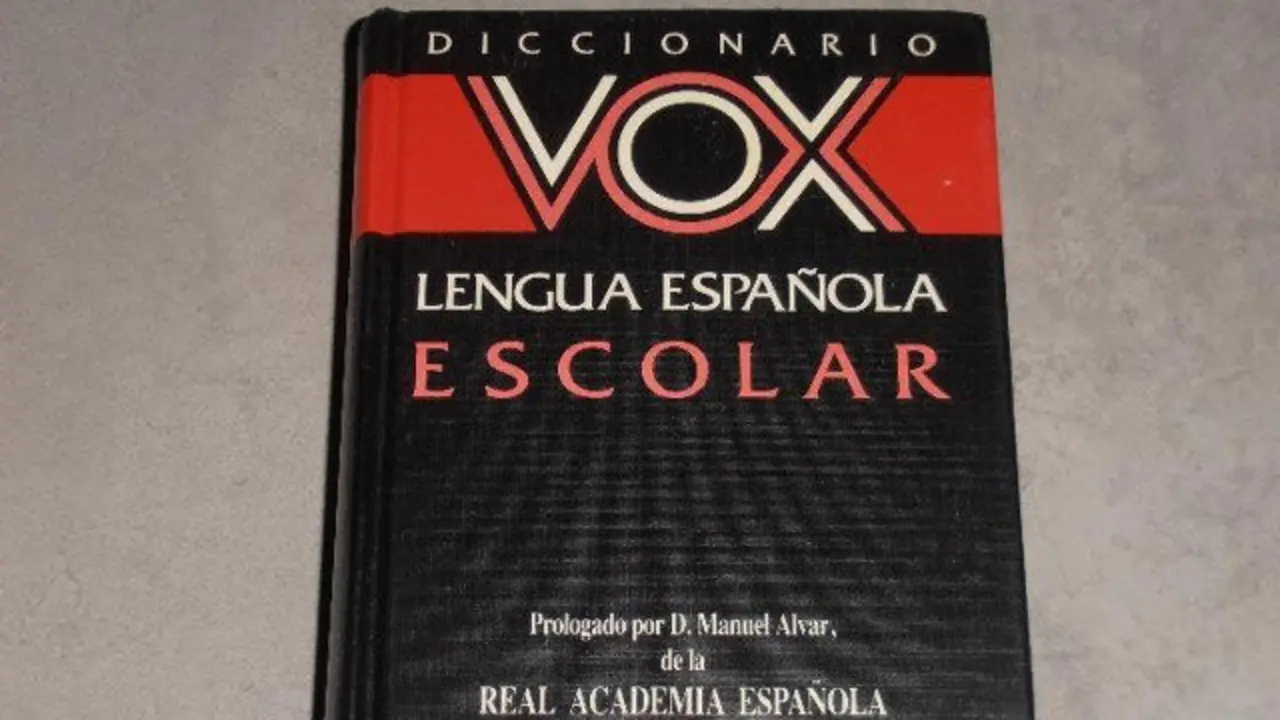 DICCIONARIO
VOX
LENGUA ESPAÑOLA
ESCOLAR
Prologado por D. Manuel Alvar,
de la
REAL ACADEMIA ESPAÑOLA